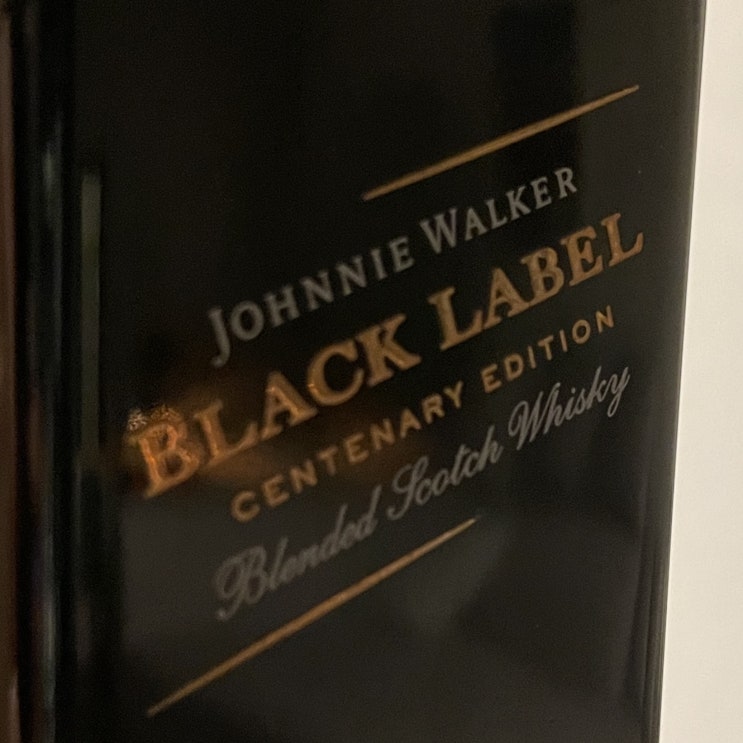 JOHNNIE WALKER
BLACK LABEL
CENTENARY EDITION
Blended Scotch Whisky